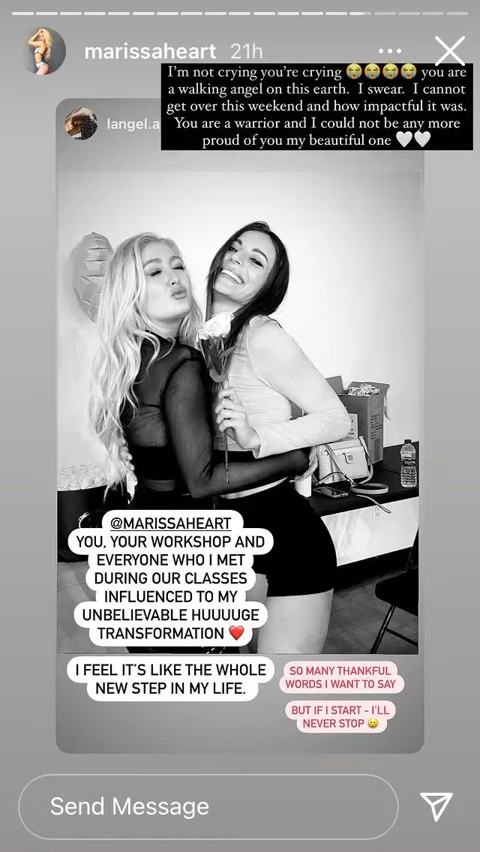 marissaheart 21h
I'm not crying you're crying 😭😭😭😭 you are
a walking angel on this earth. I swear. I cannot
get over this weekend and how impactful it was.
You are a warrior and I could not be any more
proud of you my beautiful one 🤍🤍
langel.a
@MARISSAHEART
YOU, YOUR WORKSHOP AND
EVERYONE WHO I MET
DURING OUR CLASSES
INFLUENCED TO MY
UNBELIEVABLE HUUUUGE
TRANSFORMATION ❤️
I FEEL IT'S LIKE THE WHOLE
NEW STEP IN MY LIFE.
SO MANY THANKFUL
WORDS I WANT TO SAY
BUT IF I START - I'LL
NEVER STOP 😀
Send Message